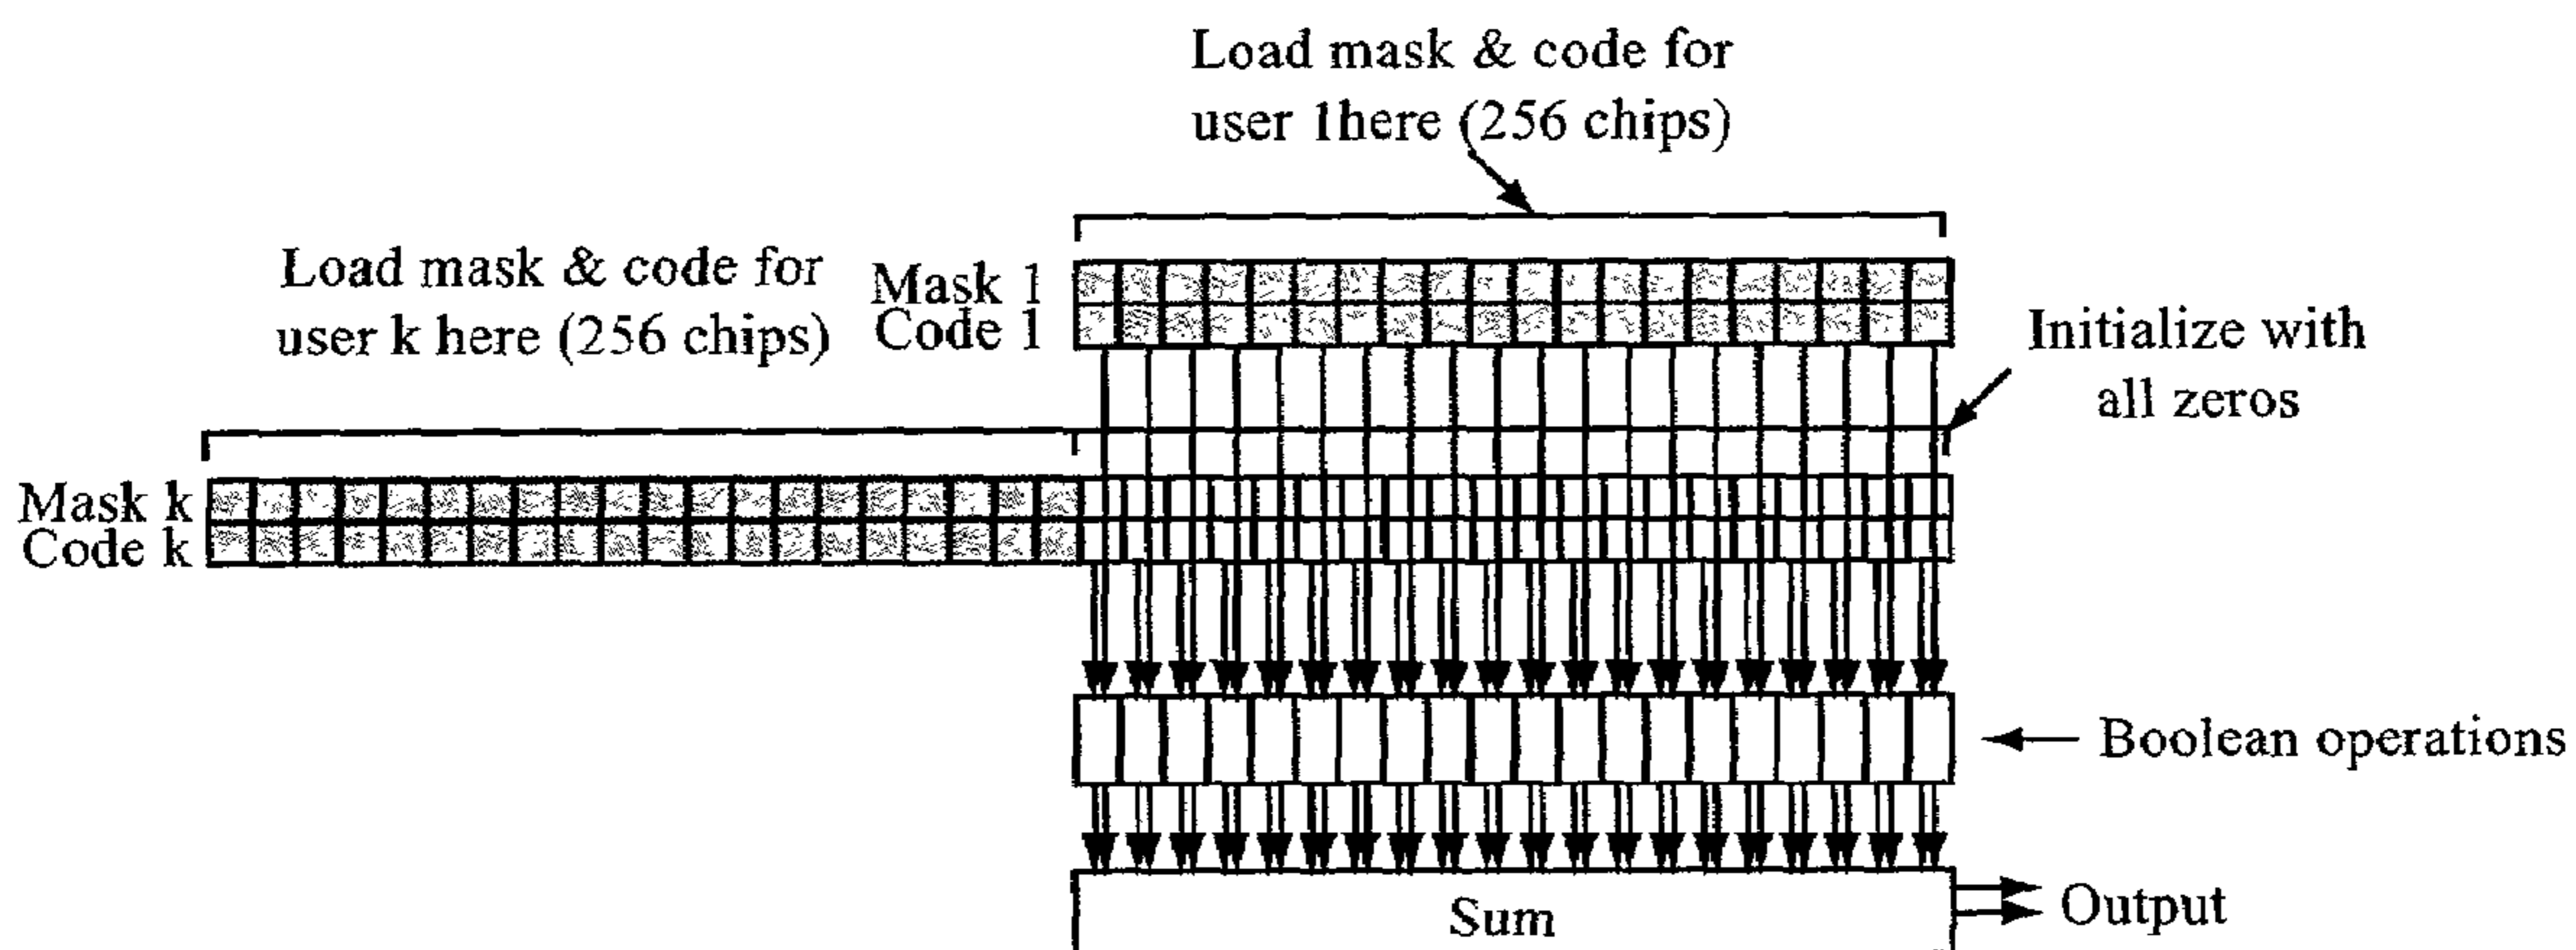 Load mask & code for
user 1here (256 chips)
Load mask & code for
user k here (256 chips)
Mask 1
Code 1
Initialize with
all zeros
Mask k
Code k
Boolean operations
Sum
Output